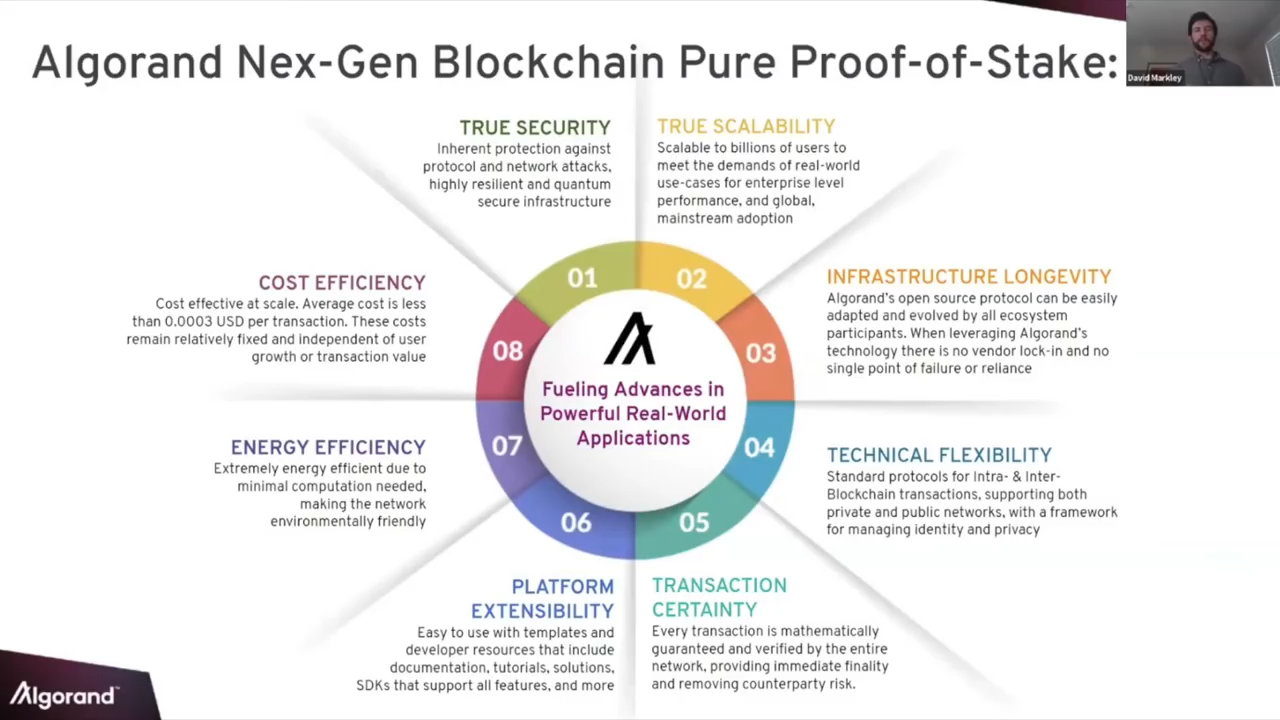 Algorand Nex-Gen Blockchain Pure Proof-of-Stake:
David Markley
TRUE SECURITY
Inherent protection against
protocol and network attacks,
highly resilient and quantum
secure infrastructure
TRUE SCALABILITY
Scalable to billions of users to
meet the demands of real-world
use-cases for enterprise level
performance, and global,
mainstream adoption
INFRASTRUCTURE LONGEVITY
Algorand's open source protocol can be easily
adapted and evolved by all ecosystem
participants. When leveraging Algorand's
technology there is no vendor lock-in and no
single point of failure or reliance
TECHNICAL FLEXIBILITY
Standard protocols for Intra- & Inter-
Blockchain transactions, supporting both
private and public networks, with a framework
for managing identity and privacy
TRANSACTION
CERTAINTY
Every transaction is mathematically
guaranteed and verified by the entire
network, providing immediate finality
and removing counterparty risk.
PLATFORM
EXTENSIBILITY
Easy to use with templates and
developer resources that include
documentation, tutorials, solutions,
SDKs that support all features, and more
ENERGY EFFICIENCY
Extremely energy efficient due to
minimal computation needed,
making the network
environmentally friendly
COST EFFICIENCY
Cost effective at scale. Average cost is less
than 0.0003 USD per transaction. These costs
remain relatively fixed and independent of user
growth or transaction value
01
02
03
04
05
06
07
08
Fueling Advances in
Powerful Real-World
Applications
Algorand™